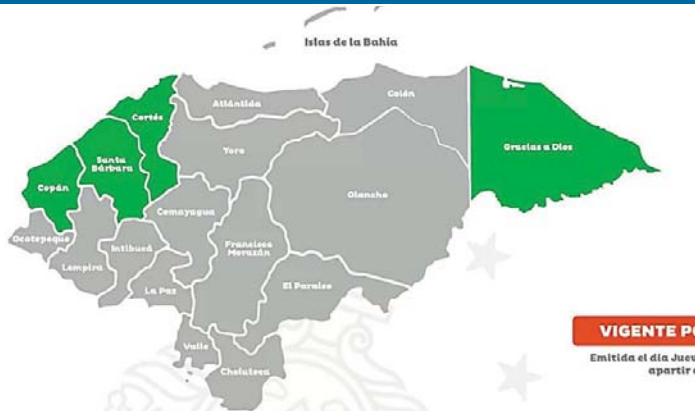 Islas de la Bahía
Atlántida
Colón
Cortés
Yoro
Gracias a Dios
Santa
Bárbara
Copán
Olancho
Comayagua
Ocotepeque
Intibucá
Francisco
Morazán
Lempira
La Paz
El Paraíso
Valle
Choluteca
VIGENTE PO
Emitida el día Juev
apartir